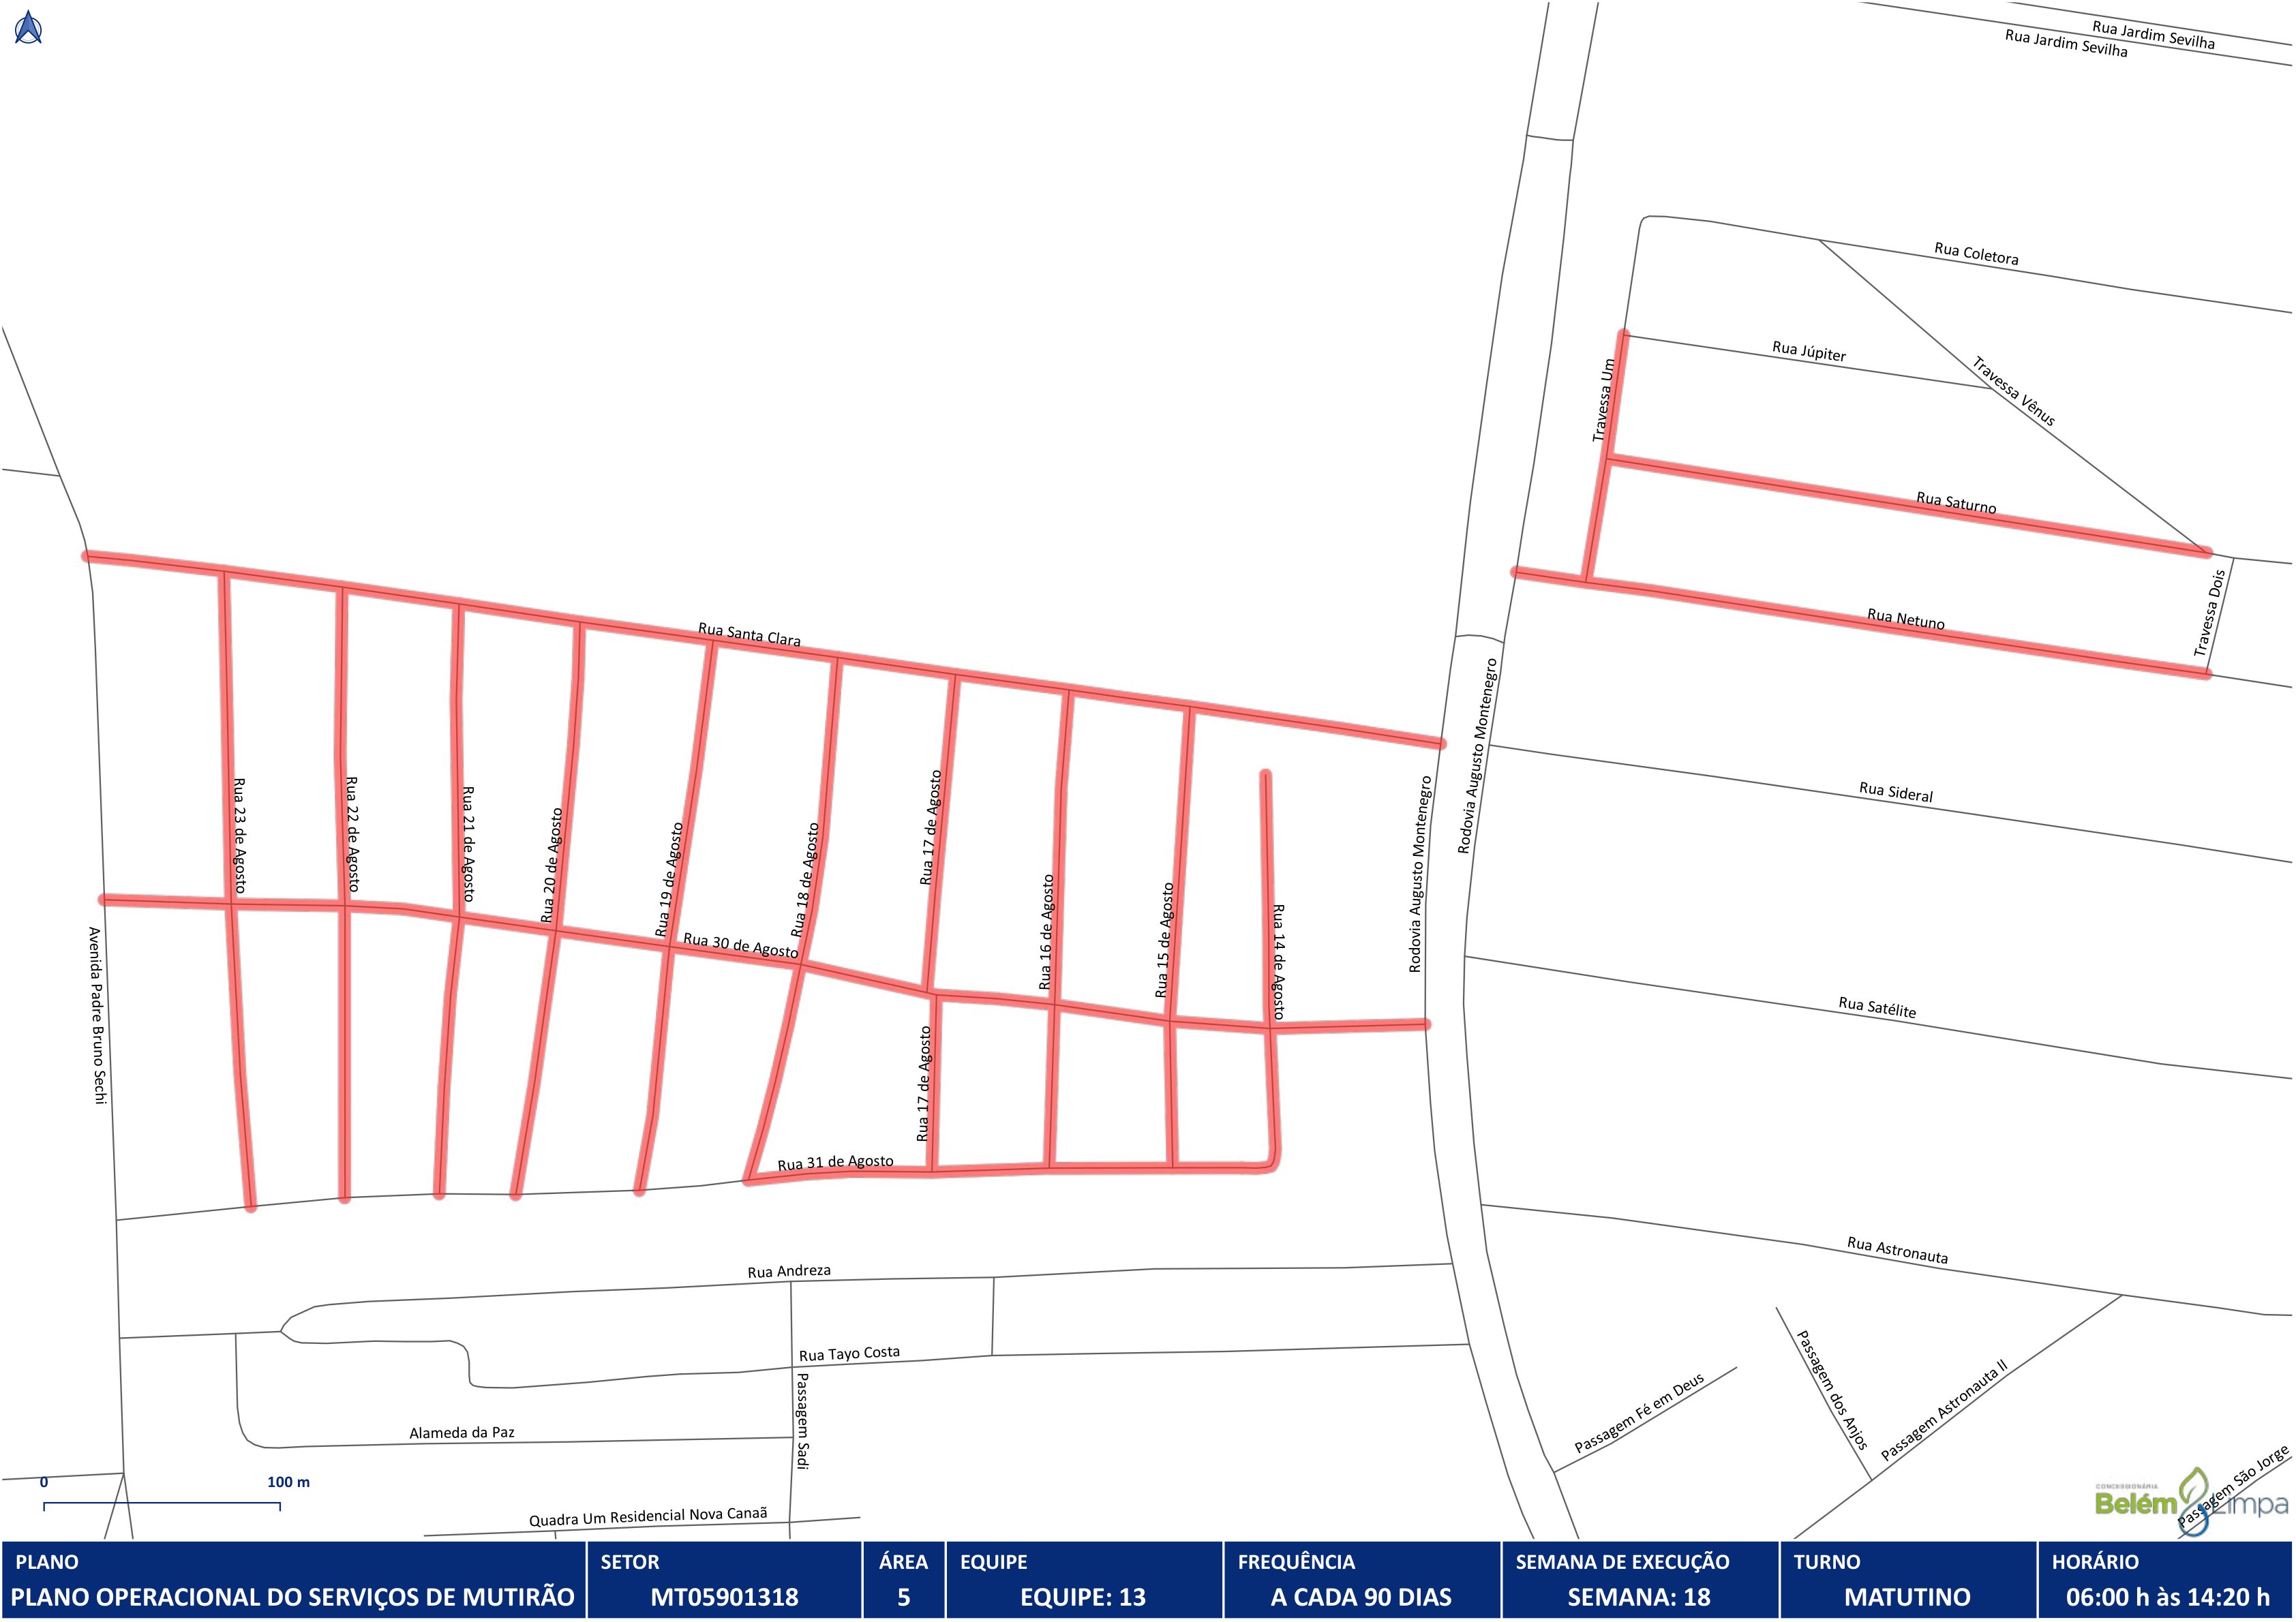 Rua Jardim Sevilha
Rua Jardim Sevilha
Rua Coletora
Rua Júpiter
Travessa Vênus
Travessa Um
Rua Saturno
Rua Netuno
Travessa Dois
Rua Santa Clara
Rodovia Augusto Montenegro
Rodovia Augusto Montenegro
Rua Sideral
Rua 23 de Agosto
Rua 22 de Agosto
Rua 21 de Agosto
Rua 20 de Agosto
Rua 19 de Agosto
Rua 18 de Agosto
Rua 17 de Agosto
Rua 16 de Agosto
Rua 15 de Agosto
Rua 14 de Agosto
Rua 30 de Agosto
Avenida Padre Bruno Sechi
Rua Satélite
Rua 17 de Agosto
Rua 31 de Agosto
Rua Astronauta
Rua Andreza
Rua Tayo Costa
Passagem Sadi
Alameda da Paz
Passagem Fé em Deus
Passagem dos Anjos
Passagem Astronauta II
Passagem São Jorge
0 100 m
Quadra Um Residencial Nova Canaã
CONCESSIONÁRIA
Belém Limpa
PLANO SETOR ÁREA EQUIPE FREQUÊNCIA SEMANA DE EXECUÇÃO TURNO HORÁRIO
PLANO OPERACIONAL DO SERVIÇOS DE MUTIRÃO MT05901318 5 EQUIPE: 13 A CADA 90 DIAS SEMANA: 18 MATUTINO 06:00 h às 14:20 h